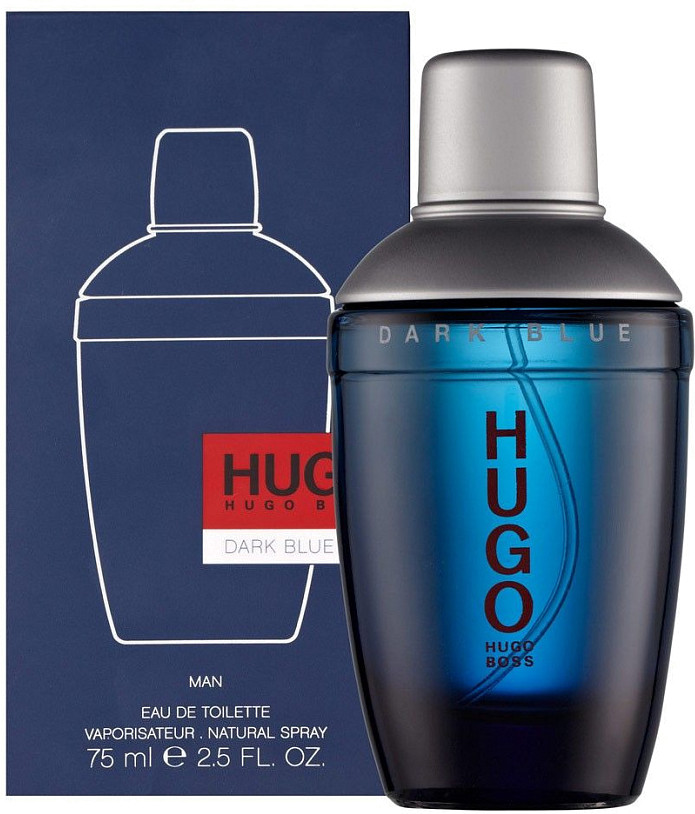 HUG
HUGO B
DARK BLUE
MAN
EAU DE TOILETTE
VAPORISATEUR . NATURAL SPRAY
75 ml ℮ 2.5 FL. OZ.
DARK BLUE
HUGO
HUGO
BOSS